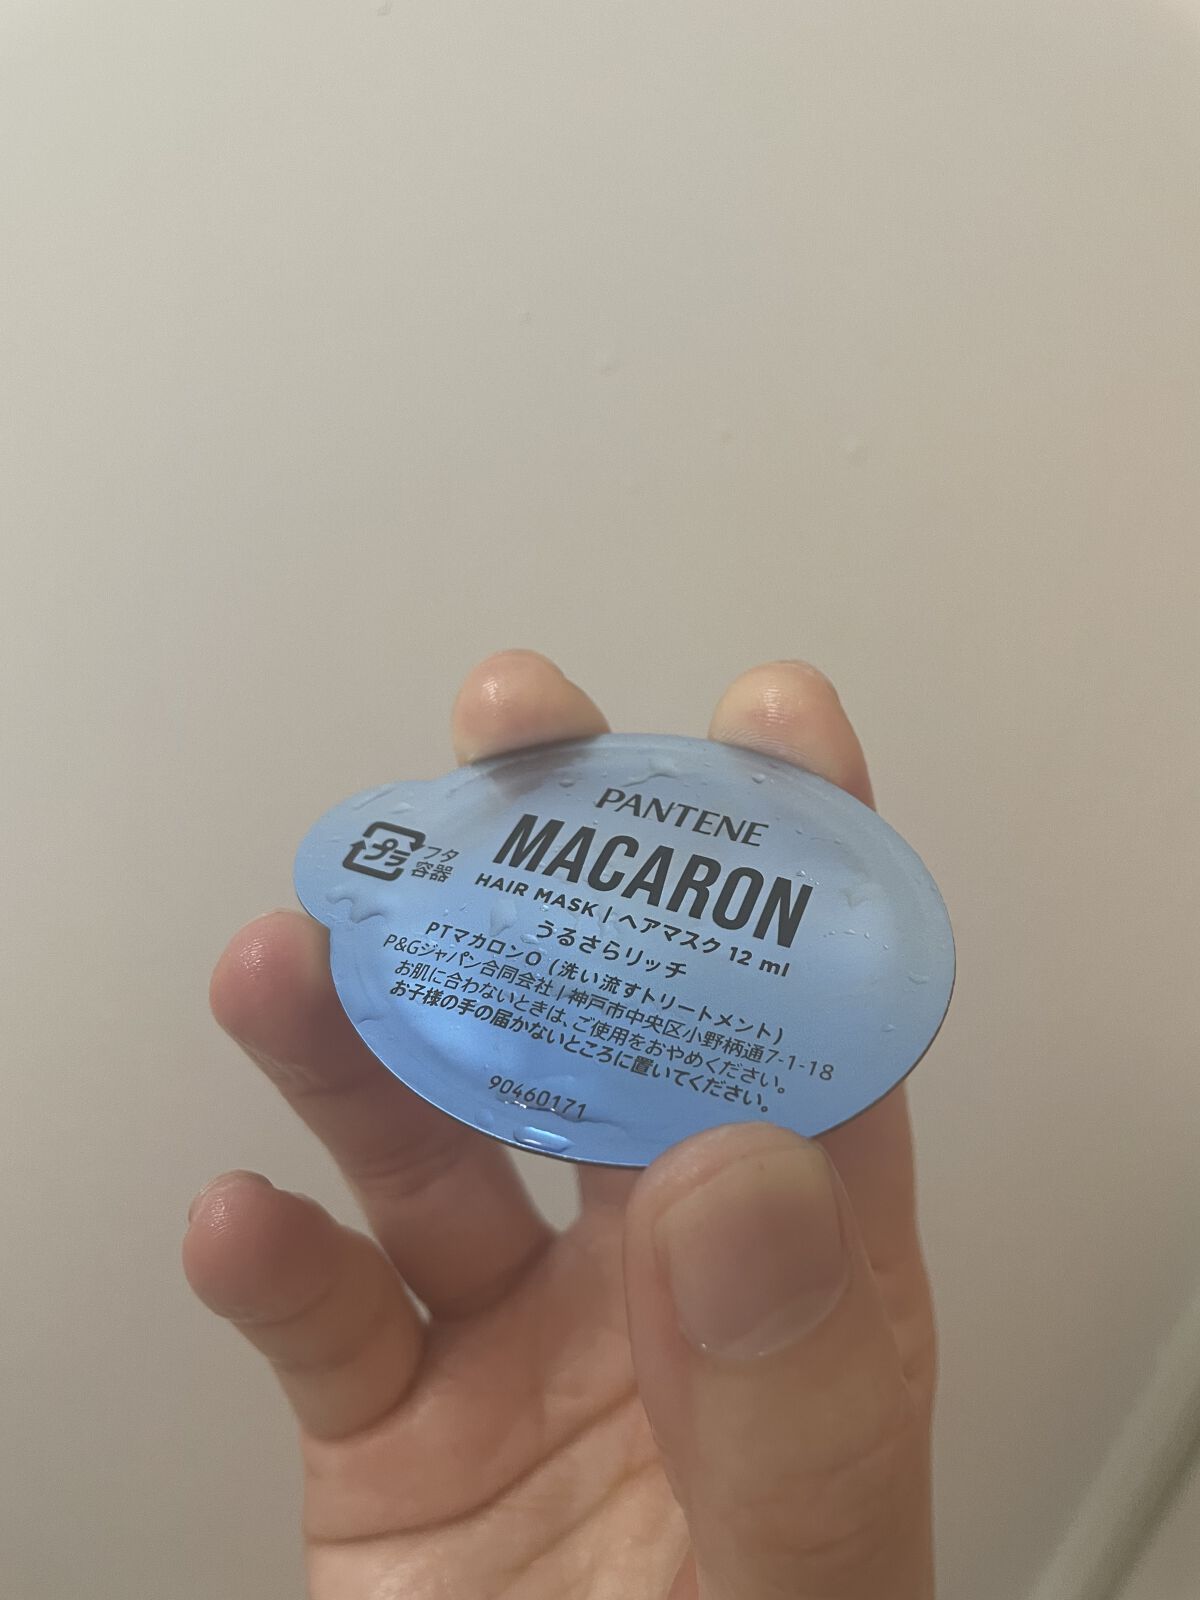 PANTENE
MACARON
HAIR MASK | ヘアマスク 12 ml
うるさらリッチ
PTマカロンO (洗い流すトリートメント)
P&Gジャパン合同会社 | 神戸市中央区小野柄通7-1-18
お肌に合わないときは、ご使用をおやめください。
お子様の手の届かないところに置いてください。
90460171
プラ
フタ
容器